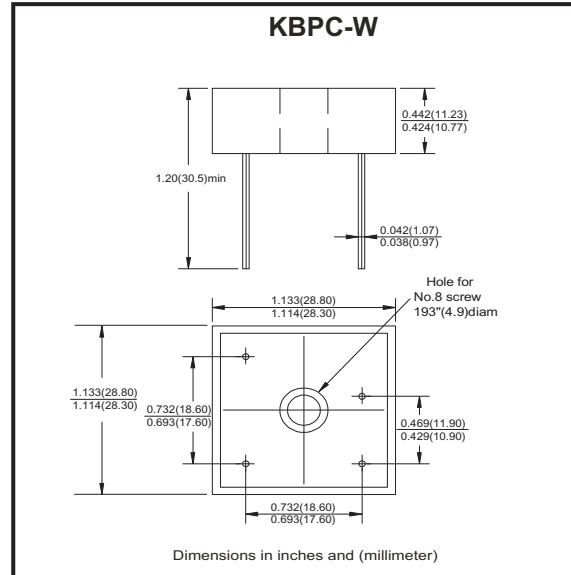 KBPC-W
0.442(11.23)
0.424(10.77)
1.20(30.5)min
0.042(1.07)
0.038(0.97)
Hole for
No.8 screw
193"(4.9)diam
1.133(28.80)
1.114(28.30)
1.133(28.80)
1.114(28.30)
0.732(18.60)
0.693(17.60)
0.469(11.90)
0.429(10.90)
0.732(18.60)
0.693(17.60)
Dimensions in inches and (millimeter)